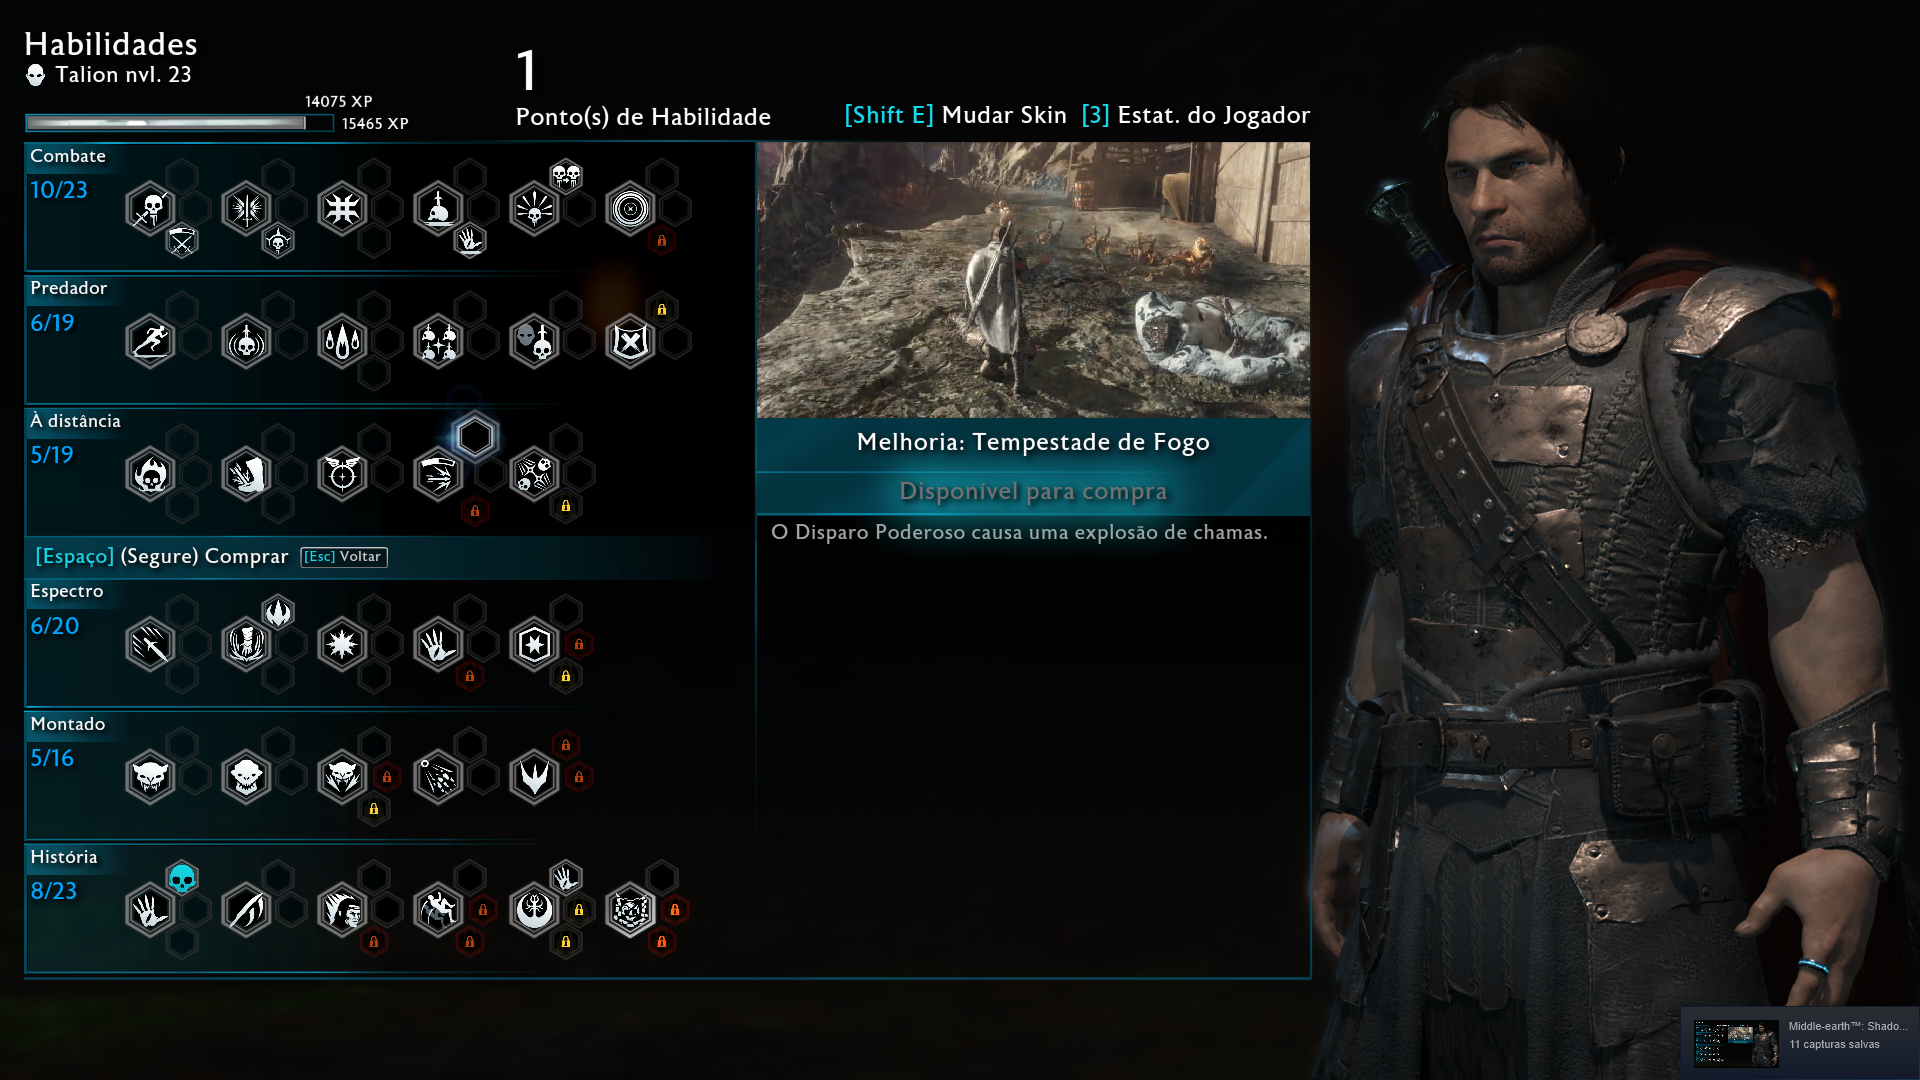 Habilidades
Talion nvl. 23
14075 XP
15465 XP
1
Ponto(s) de Habilidade
[Shift E] Mudar Skin [3] Estat. do Jogador
Combate
10/23
Predador
6/19
À distância
5/19
[Espaço] (Segure) Comprar [Esc] Voltar
Espectro
6/20
Montado
5/16
História
8/23
Melhoria: Tempestade de Fogo
Disponível para compra
O Disparo Poderoso causa uma explosão de chamas.
Middle-earth™: Shado...
11 capturas salvas